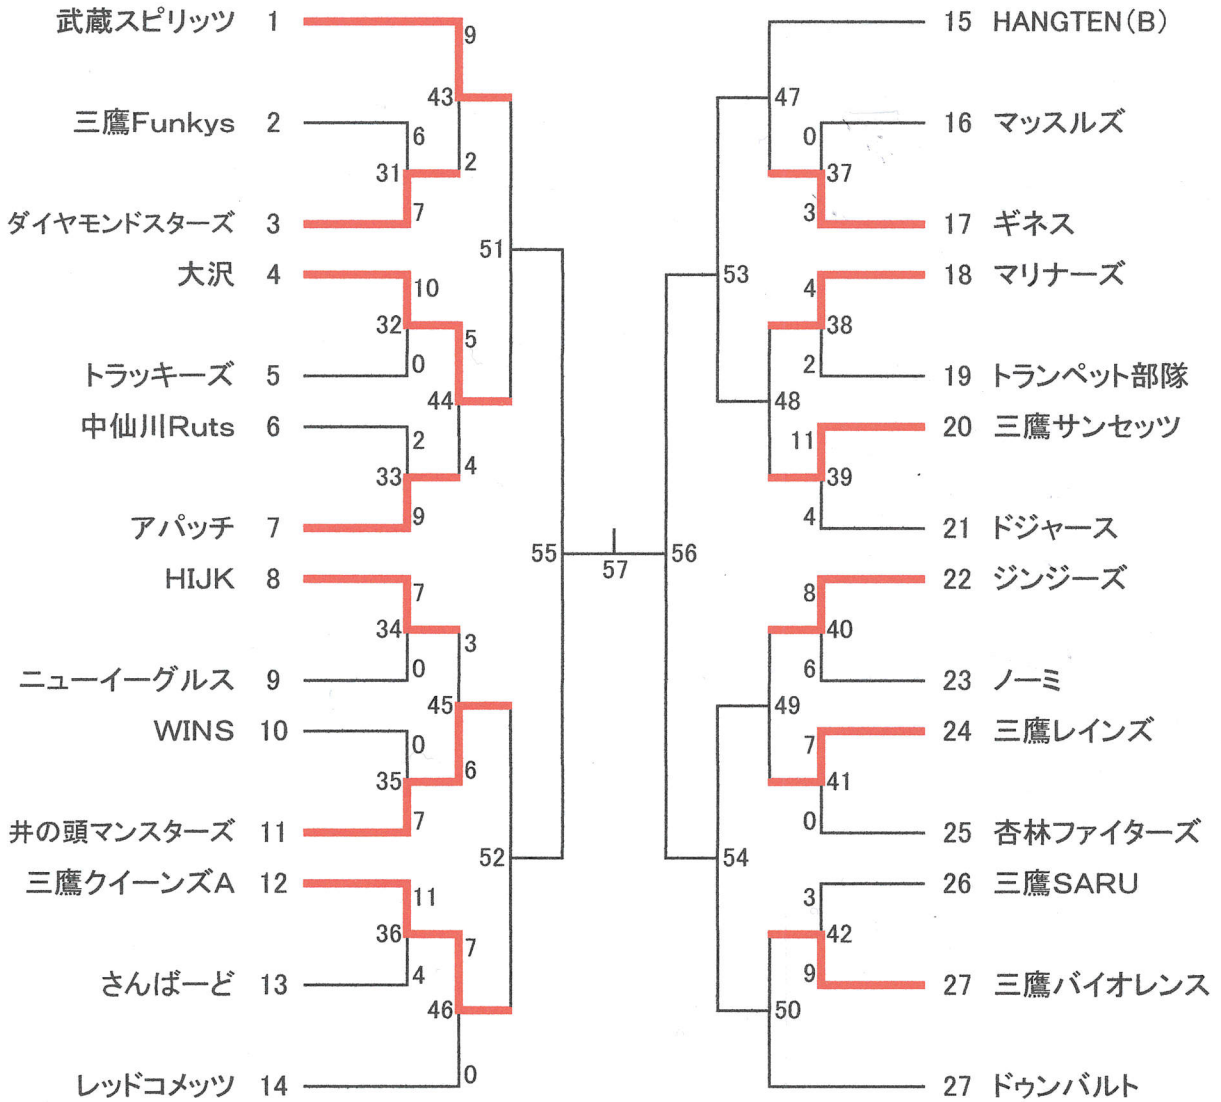 武蔵スピリッツ 1
三鷹Funkys 2
ダイヤモンドスターズ 3
大沢 4
トラッキーズ 5
中仙川Ruts 6
アパッチ 7
HIJK 8
ニューイーグルス 9
WINS 10
井の頭マンスターズ 11
三鷹クイーンズA 12
さんばーど 13
レッドコメッツ 14
9
43
6
2
31
7
10
32
5
0
44
2
4
33
9
7
34
3
0
45
0
6
35
7
11
36
7
4
46
0
51
52
55
57
56
53
54
47
0
37
3
4
38
2
48
11
39
4
8
40
6
49
7
41
0
3
42
9
50
15 HANGTEN(B)
16 マッスルズ
17 ギネス
18 マリナーズ
19 トランペット部隊
20 三鷹サンセッツ
21 ドジャース
22 ジンジーズ
23 ノーミ
24 三鷹レインズ
25 杏林ファイターズ
26 三鷹SARU
27 三鷹バイオレンス
27 ドゥンバルト